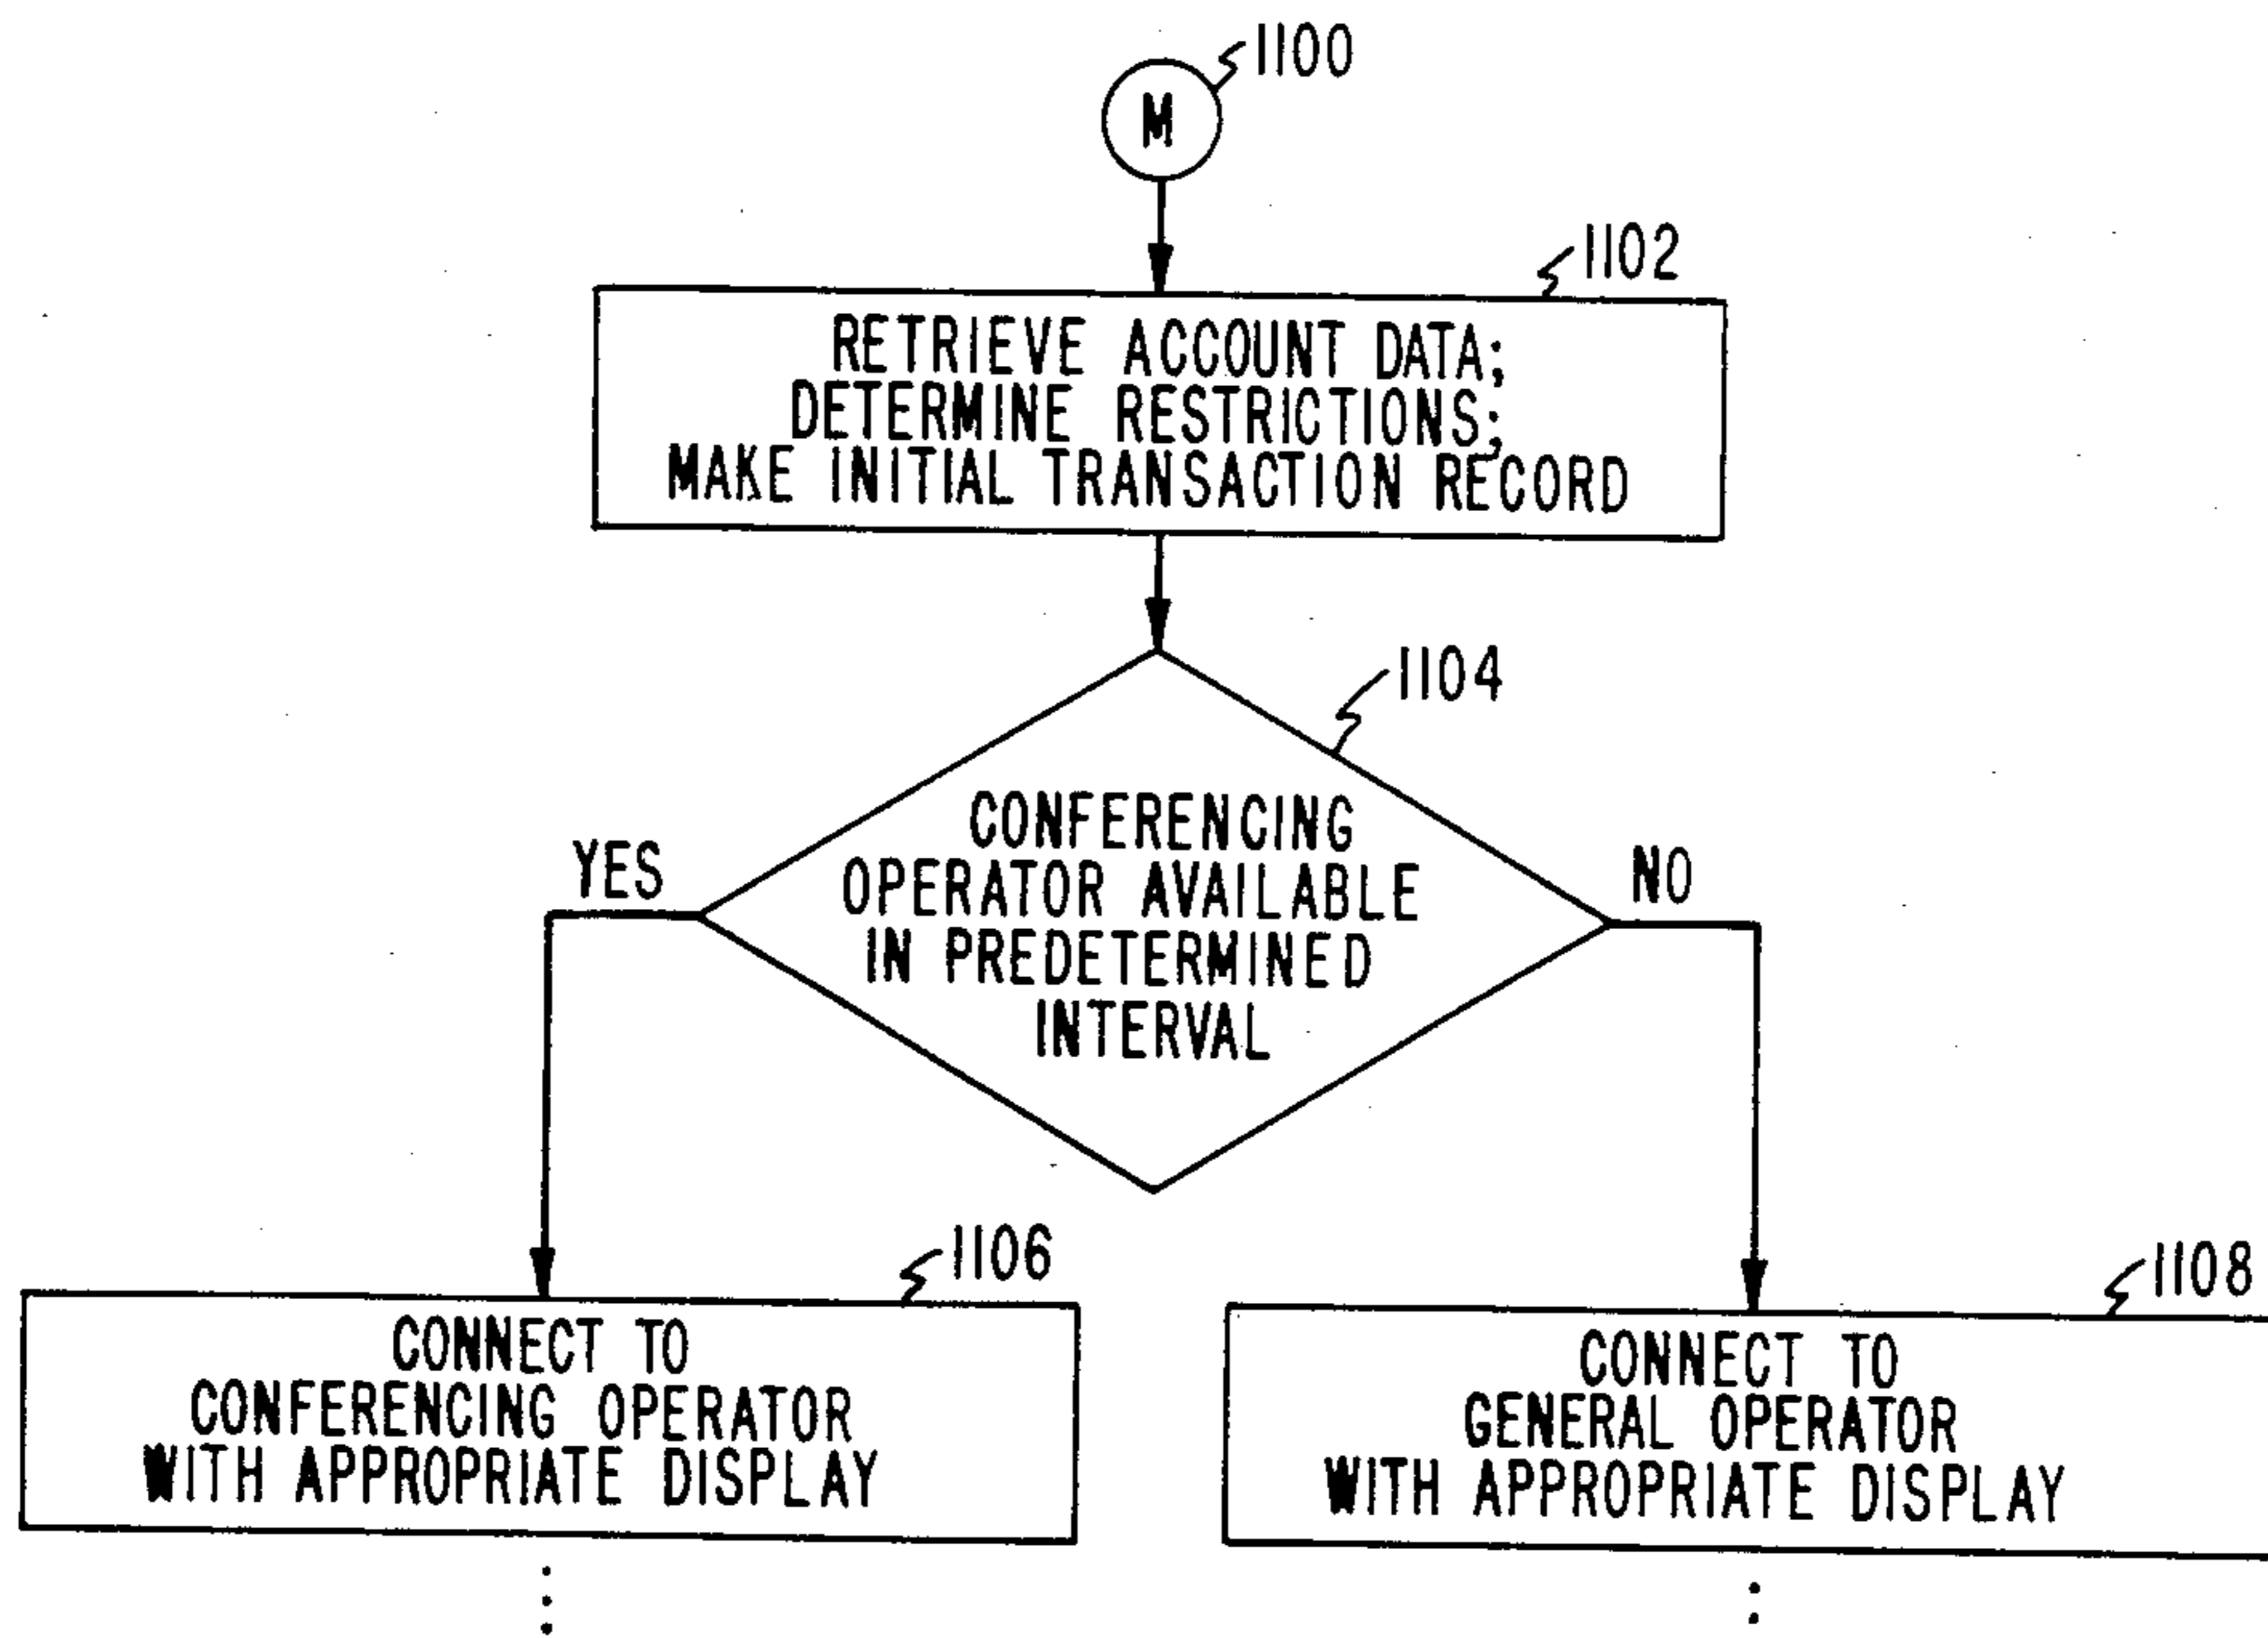 1100
M
1102
RETRIEVE ACCOUNT DATA;
DETERMINE RESTRICTIONS;
MAKE INITIAL TRANSACTION RECORD
1104
CONFERENCING
OPERATOR AVAILABLE
IN PREDETERMINED
INTERVAL
YES
NO
1106
CONNECT TO
CONFERENCING OPERATOR
WITH APPROPRIATE DISPLAY
1108
CONNECT TO
GENERAL OPERATOR
WITH APPROPRIATE DISPLAY